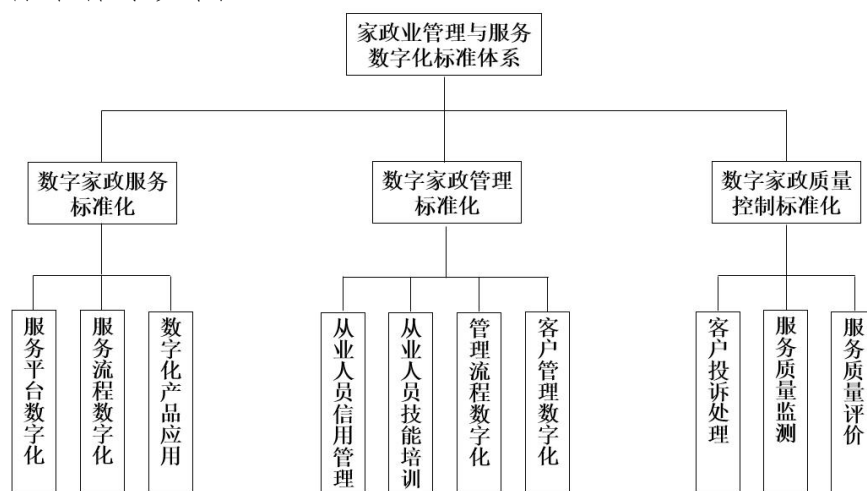 家政业管理与服务
数字化标准体系
数字家政服务
标准化
数字家政管理
标准化
数字家政质量
控制标准化
服务平台数字化
服务流程数字化
数字化产品应用
从业人员信用管理
从业人员技能培训
管理流程数字化
客户管理数字化
客户投诉处理
服务质量监测
服务质量评价